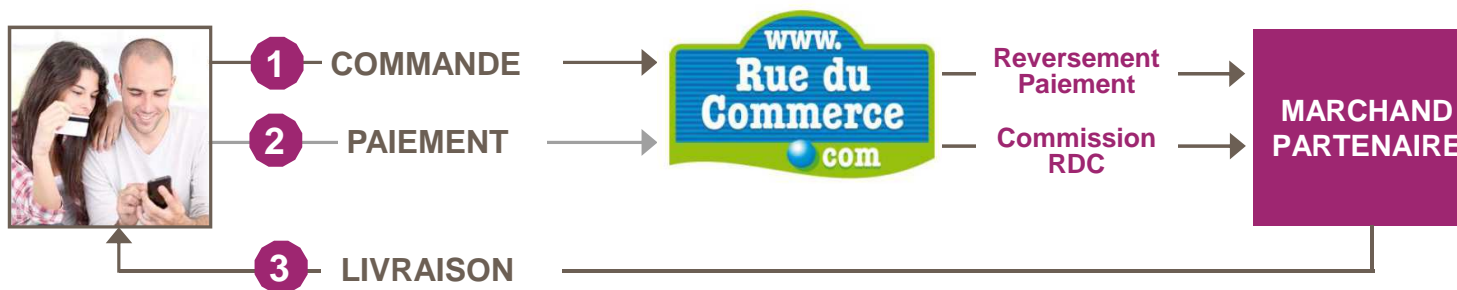 1 COMMANDE
2 PAIEMENT
3 LIVRAISON
www.
Rue du
Commerce
com
Reversement
Paiement
Commission
RDC
MARCHAND
PARTENAIRE